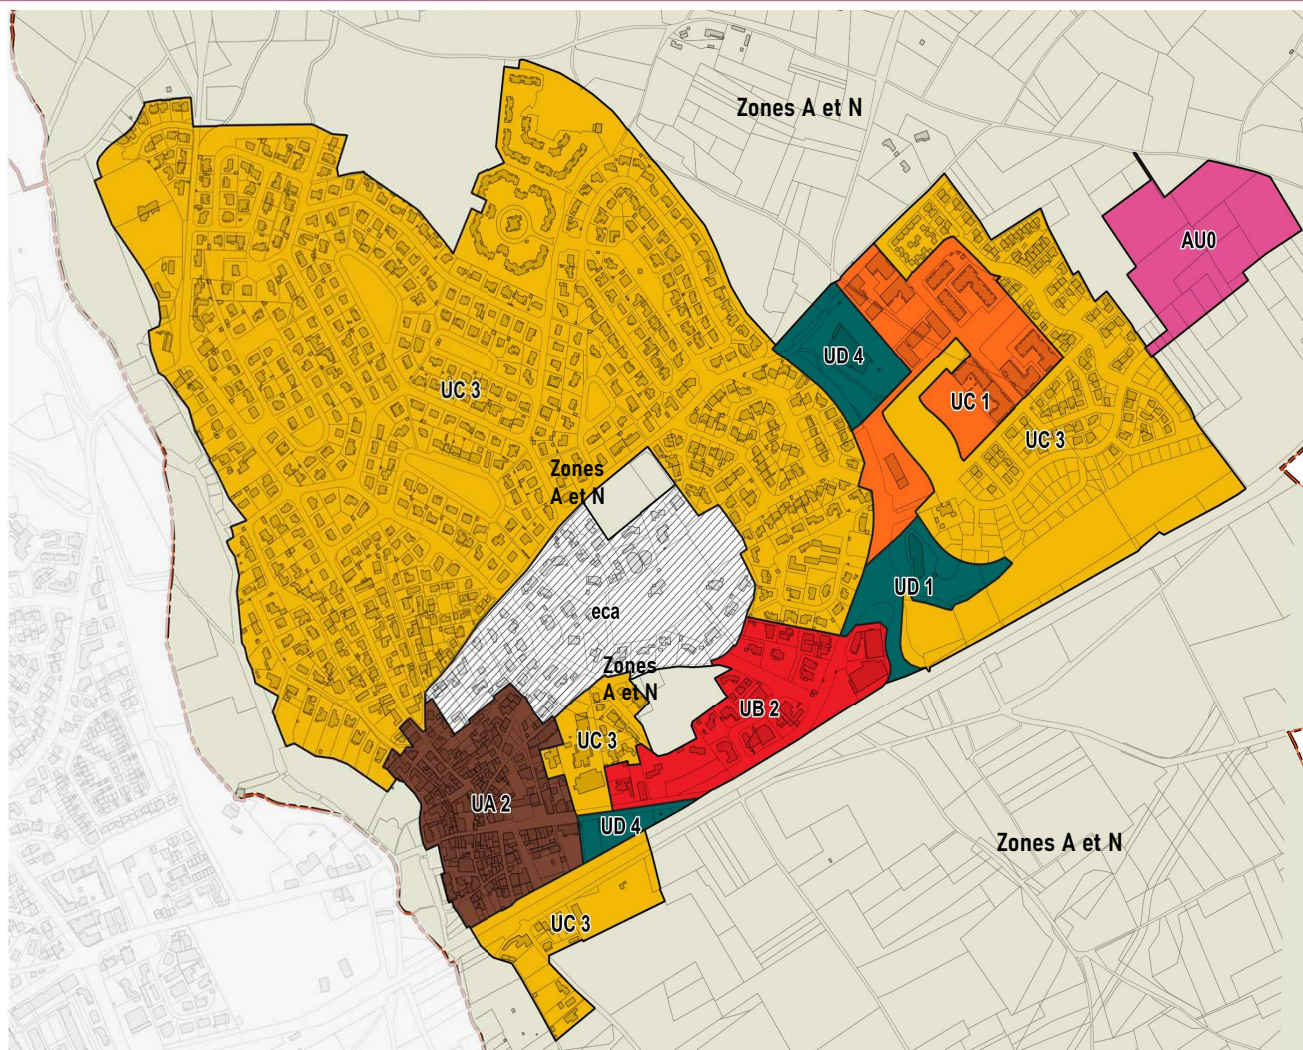 Zones A et N
AU0
UD 4
UC 3
UC 1
UC 3
Zones
A et N
UD 1
eca
Zones
A et N
UB 2
UC 3
UA 2
UD 4
Zones A et N
UC 3